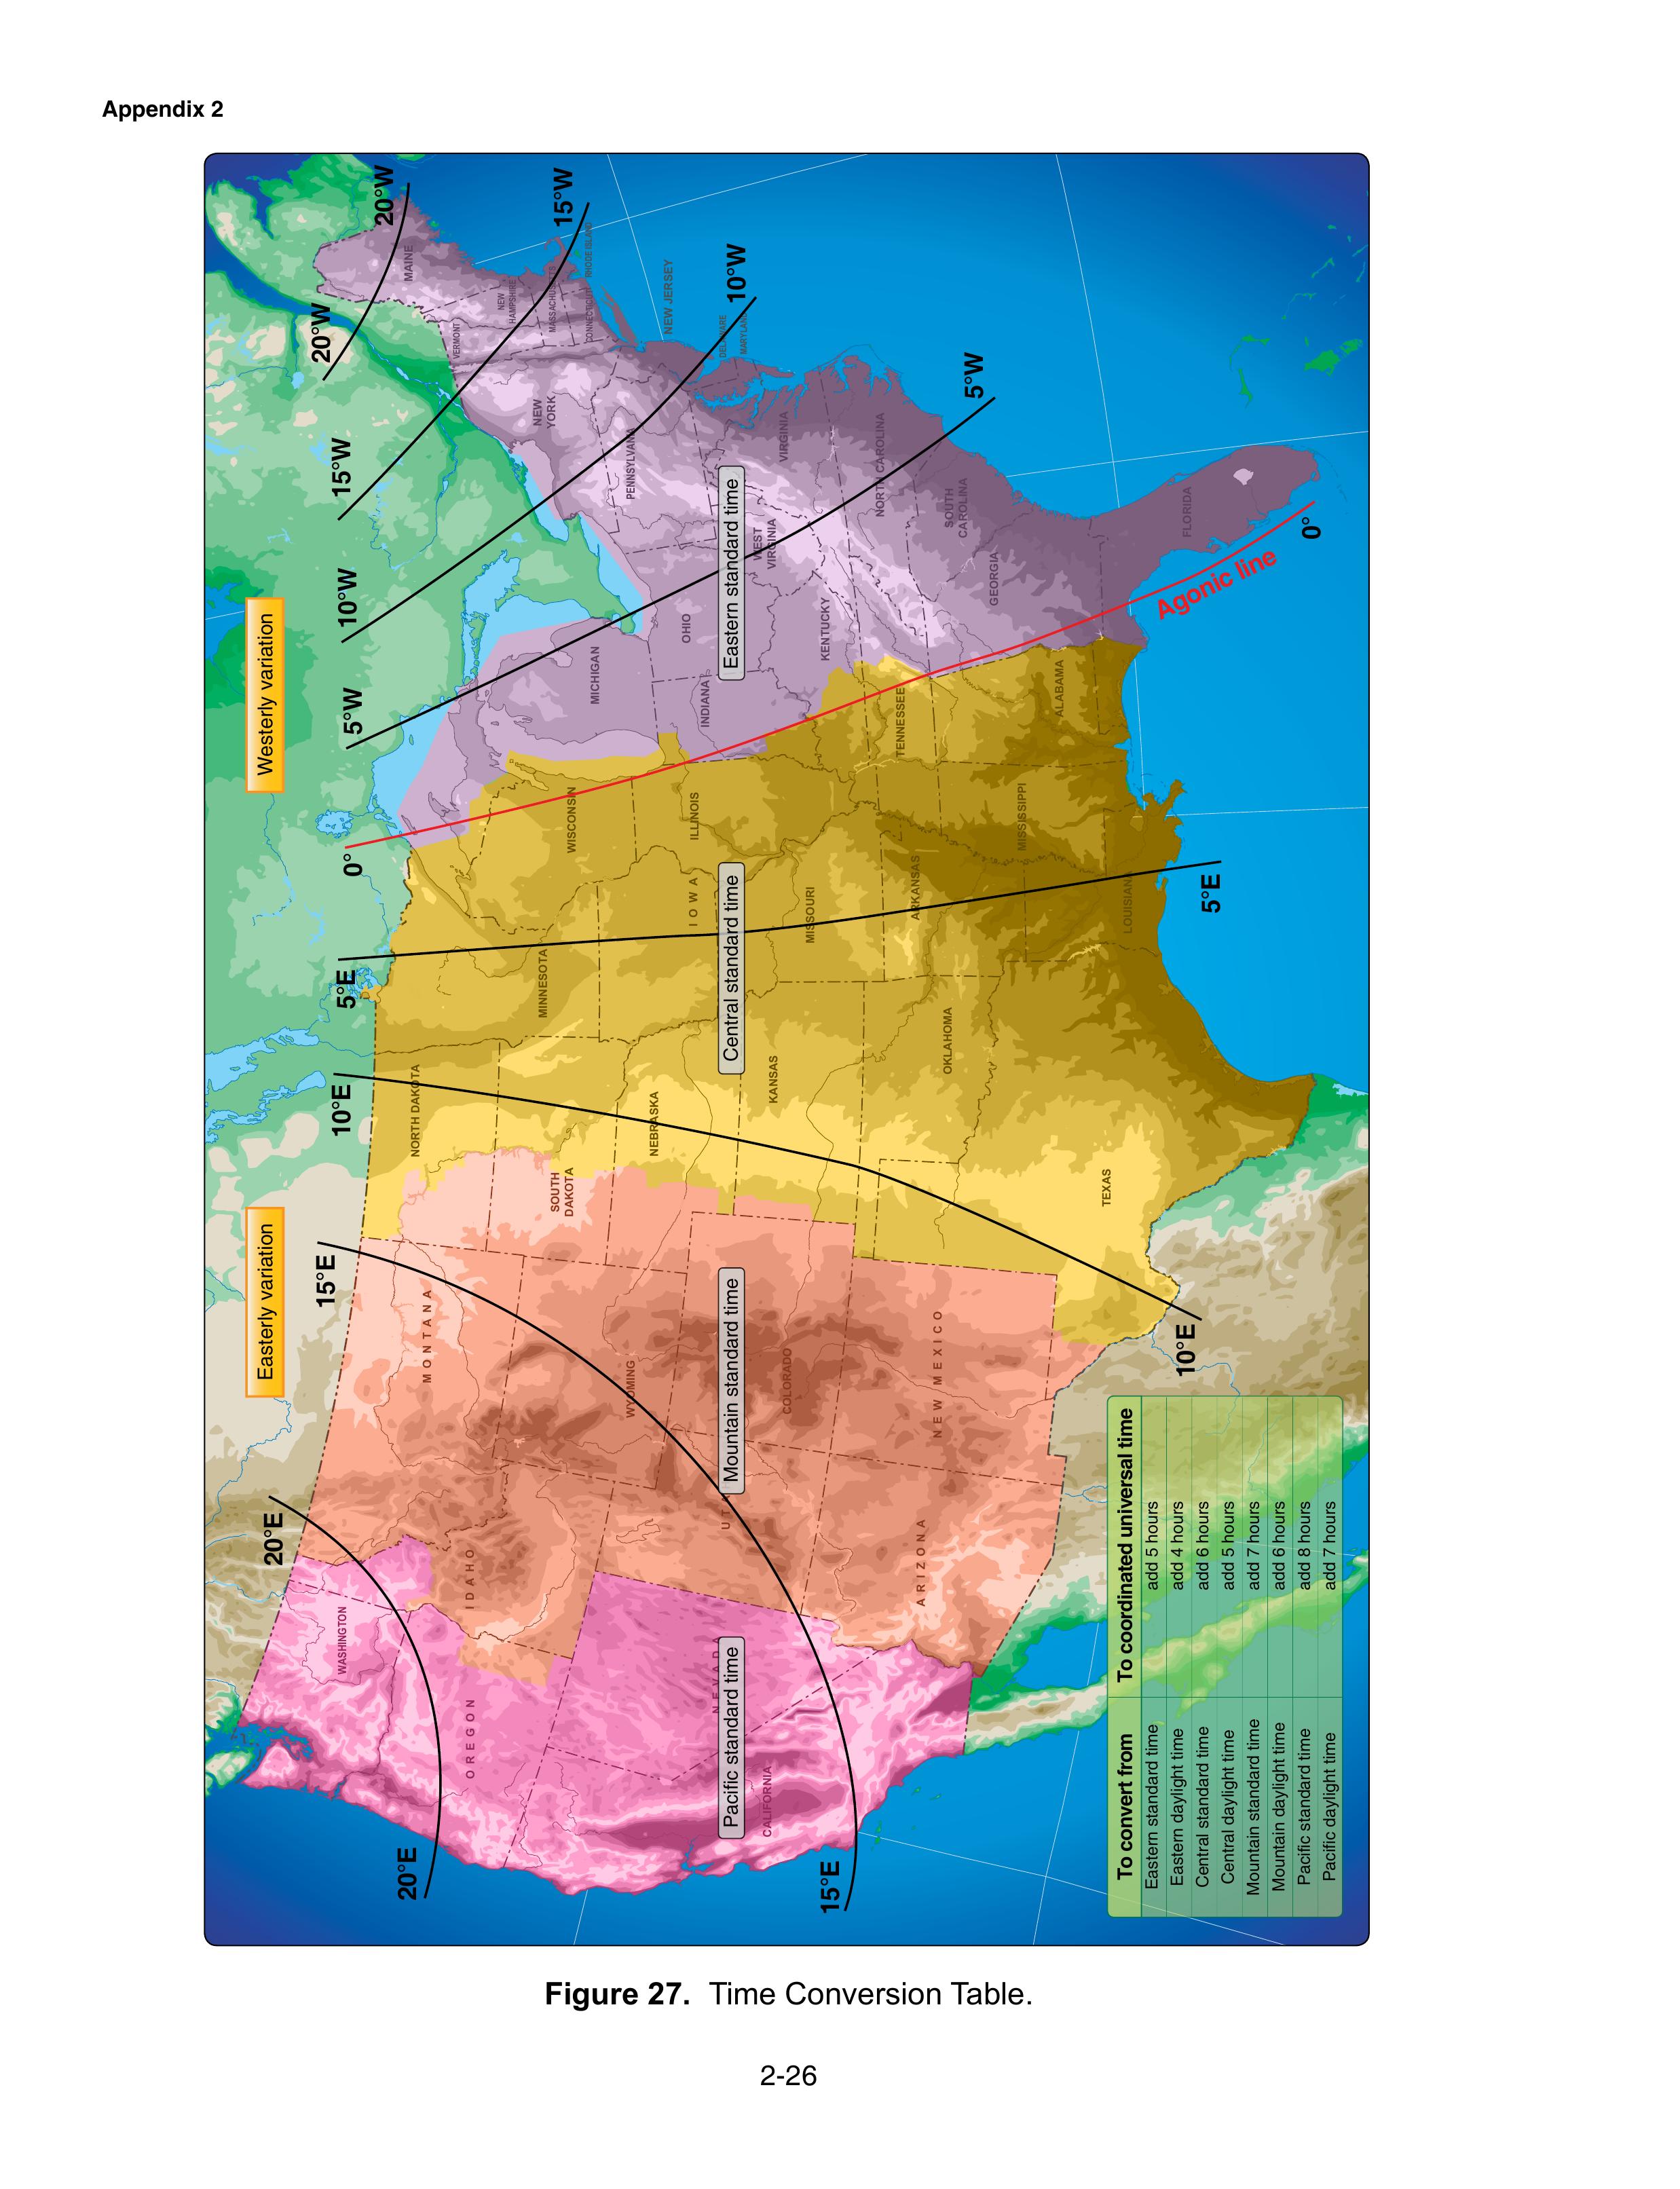 Appendix 2
Easterly variation
Westerly variation
20°E
15°E
10°E
5°E
0°
5°W
10°W
15°W
20°W
20°E
20°W
WASHINGTON
MONTANA
NORTH DAKOTA
MAINE
OREGON
IDAHO
VERMONT
NEW
HAMPSHIRE
SOUTH
DAKOTA
MINNESOTA
WISCONSIN
MICHIGAN
NEW
YORK
MASSACHUSETTS
15°W
CONNECTICUT
RHODE ISLAND
WYOMING
PENNSYLVANIA
NEBRASKA
NEW JERSEY
IOWA
ILLINOIS
INDIANA
OHIO
NEVADA
UTA
DELAWARE
Pacific standard time
Mountain standard time
Central standard time
Eastern standard time
MARYLAND
10°W
CALIFORNIA
COLORADO
KANSAS
WEST
VIRGINIA
VIRGINIA
MISSOURI
KENTUCKY
15°E
ARIZONA
NEW MEXICO
OKLAHOMA
ARKANSAS
TENNESSEE
NORTH CAROLINA
SOUTH
CAROLINA
5°W
GEORGIA
MISSISSIPPI
ALABAMA
TEXAS
LOUISIANA
FLORIDA
10°E
5°E
Agonic line
0°
To convert from To coordinated universal time
Eastern standard time add 5 hours
Eastern daylight time add 4 hours
Central standard time add 6 hours
Central daylight time add 5 hours
Mountain standard time add 7 hours
Mountain daylight time add 6 hours
Pacific standard time add 8 hours
Pacific daylight time add 7 hours
Figure 27. Time Conversion Table.
2-26